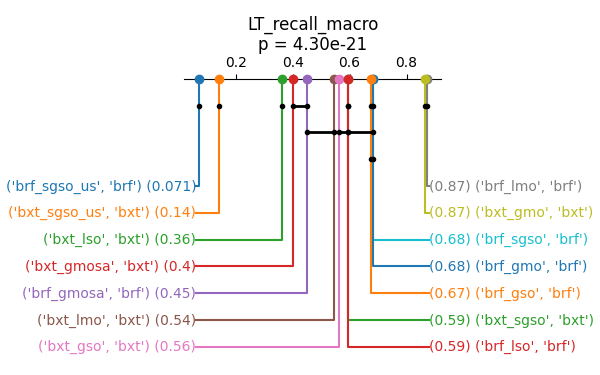 LT_recall_macro
p = 4.30e-21
0.2 0.4 0.6 0.8
('brf_sgso_us', 'brf') (0.071)
(0.87) ('brf_lmo', 'brf')
('bxt_sgso_us', 'bxt') (0.14)
(0.87) ('bxt_gmo', 'bxt')
('bxt_lso', 'bxt') (0.36)
(0.68) ('brf_sgso', 'brf')
('bxt_gmosa', 'bxt') (0.4)
(0.68) ('brf_gmo', 'brf')
('brf_gmosa', 'brf') (0.45)
(0.67) ('brf_gso', 'brf')
('bxt_lmo', 'bxt') (0.54)
(0.59) ('bxt_sgso', 'bxt')
('bxt_gso', 'bxt') (0.56)
(0.59) ('brf_lso', 'brf')